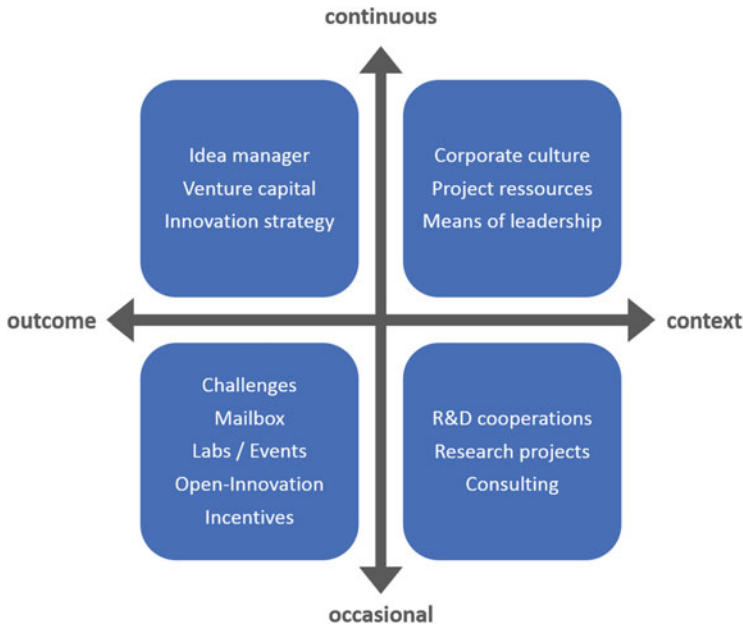 continuous
Idea manager
Venture capital
Innovation strategy
Corporate culture
Project ressources
Means of leadership
outcome
context
Challenges
Mailbox
Labs / Events
Open-Innovation
Incentives
R&D cooperations
Research projects
Consulting
occasional